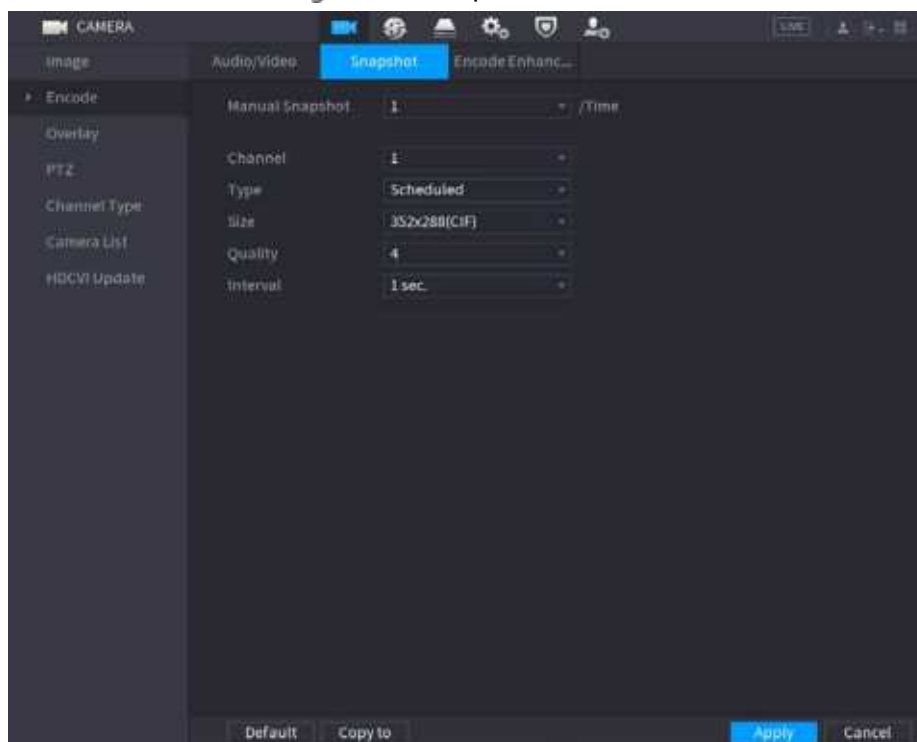 CAMERA
LIVE
Image
Audio/Video Snapshot Encode Enhanc...
Encode
Manual Snapshot 1 /Time
Overlay
Channel 1
PTZ
Type Scheduled
Channel Type
Size 352x288(CIF)
Camera List
Quality 4
HDCVI Update
Interval 1 sec.
Default Copy to Apply Cancel